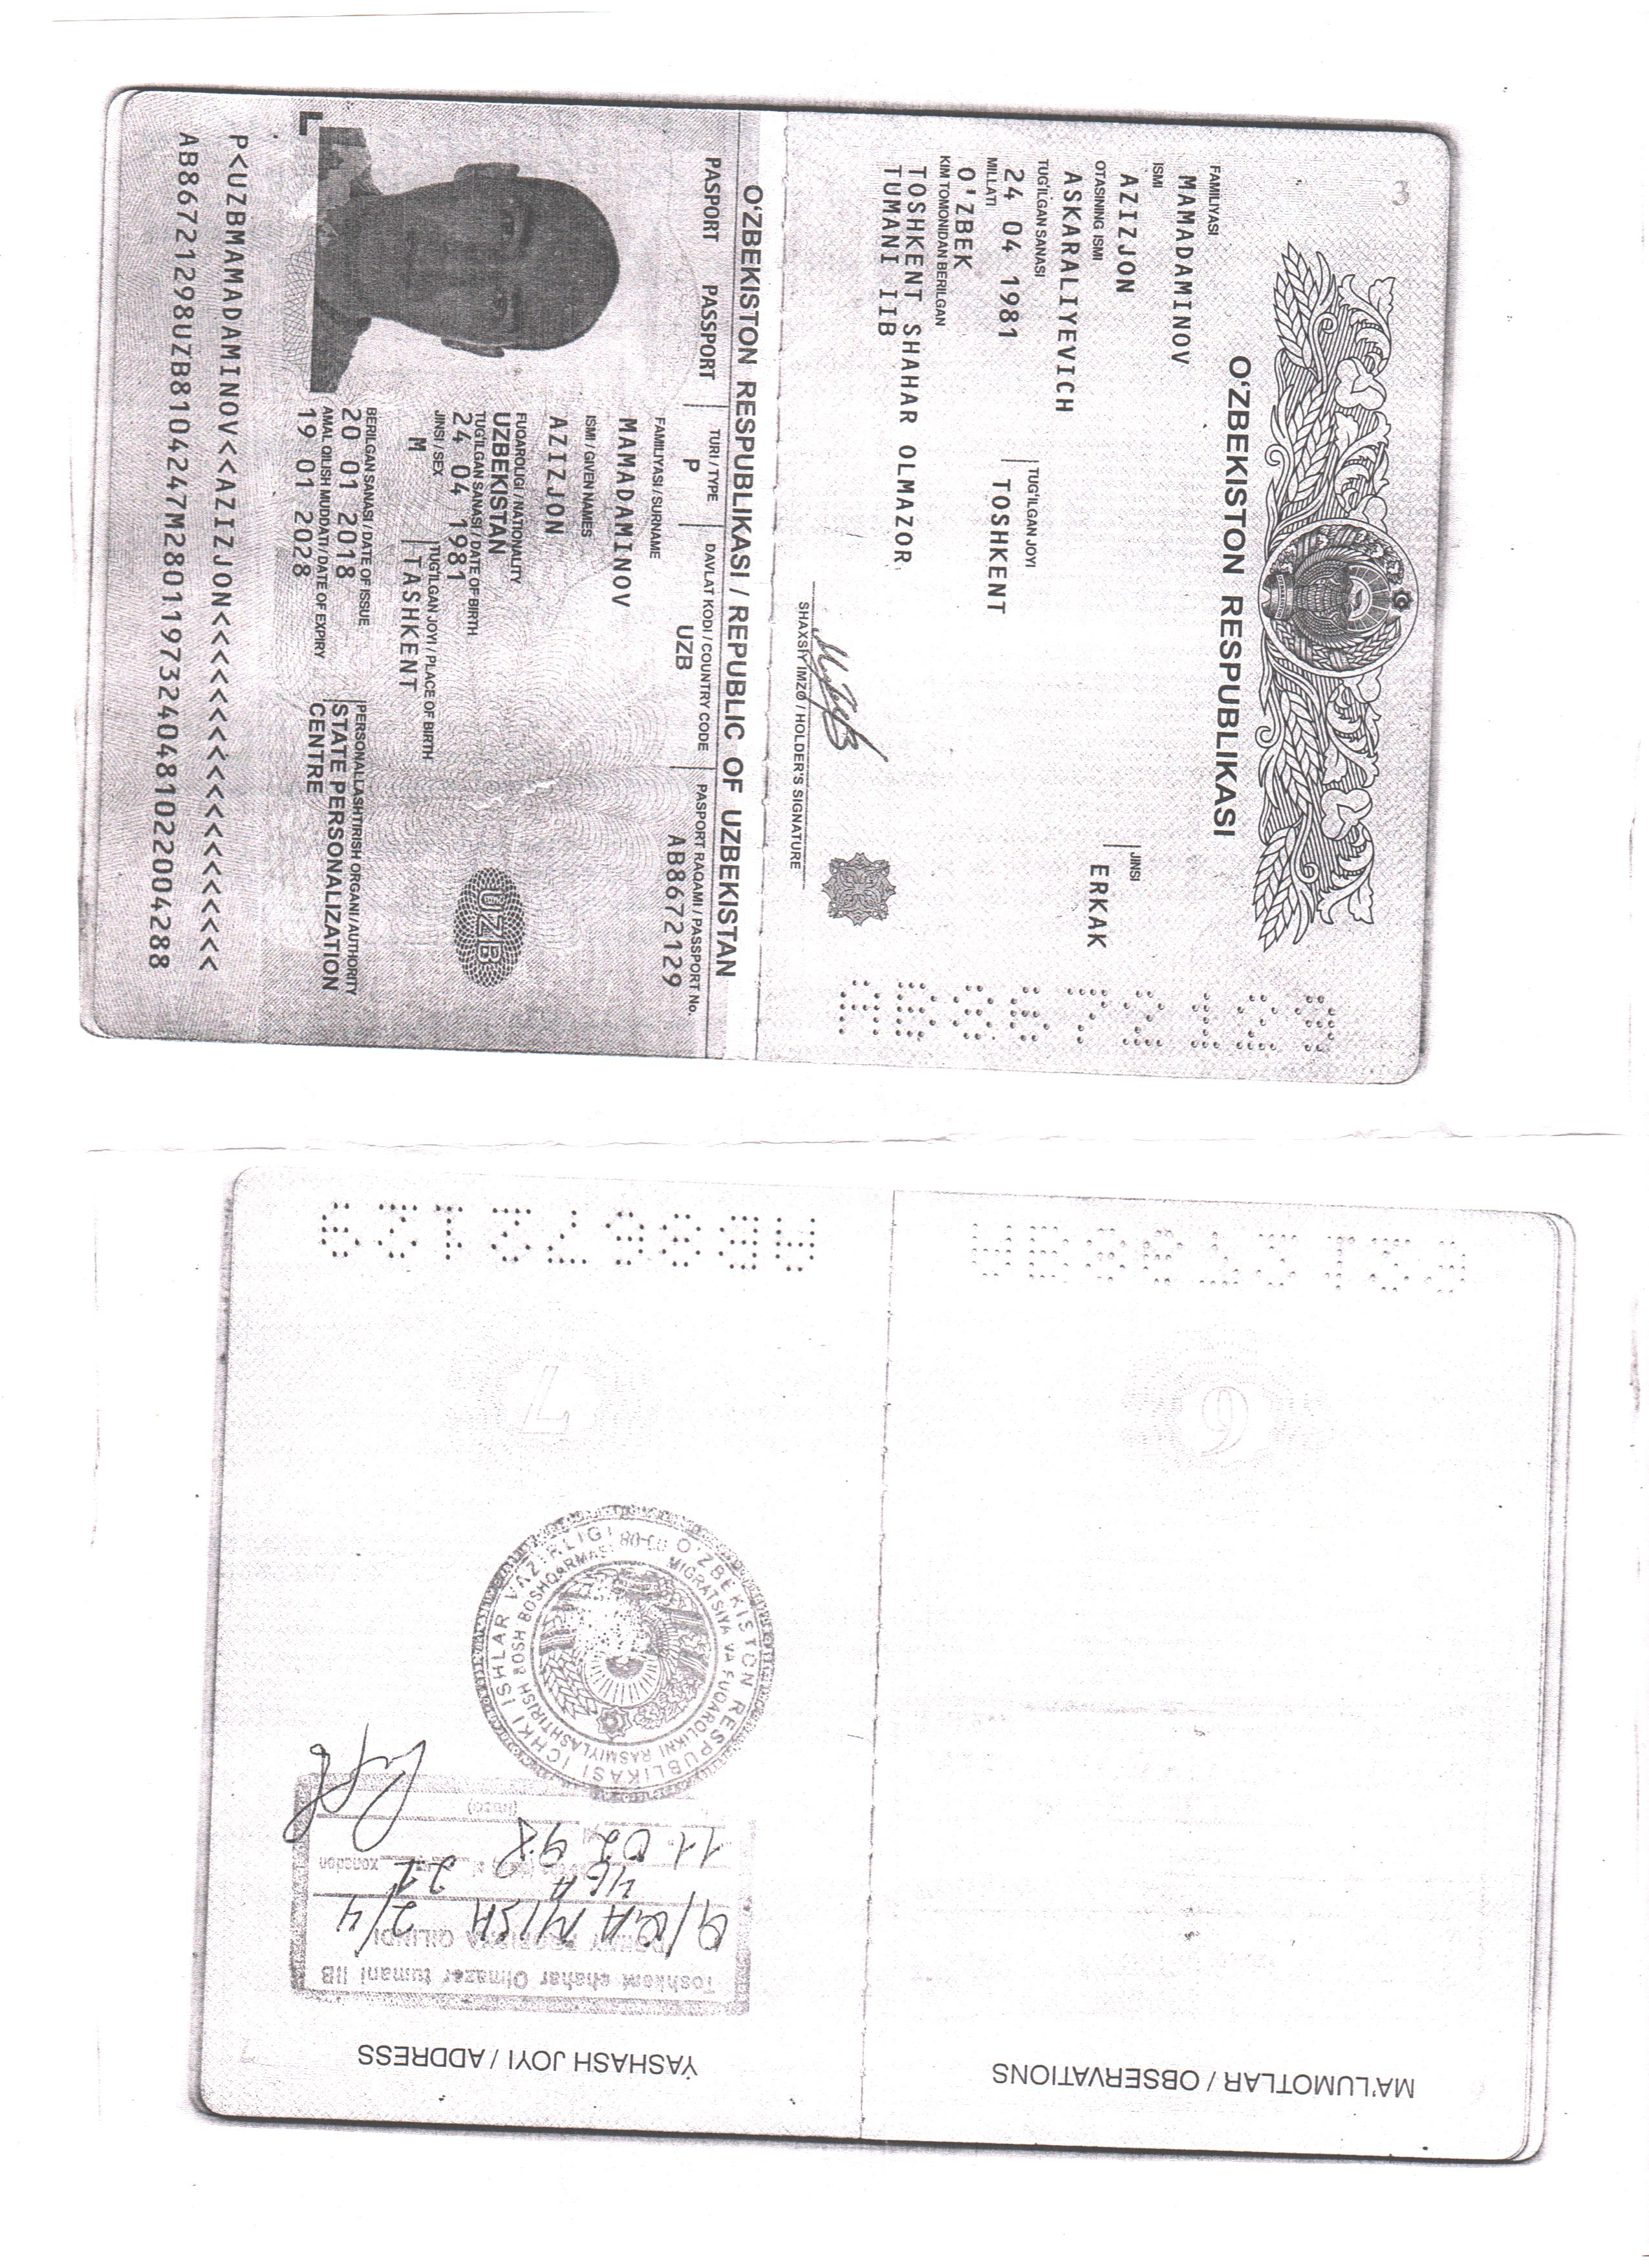 MA'LUMOTLAR / OBSERVATIONS
6
YASHASH JOYI / ADDRESS
Toshkent shahar Olmazor tumani IIB
QILINDI
Q/QAMISH 2/4
46A 21 xonadon
11 02 98
(imzo)
O'ZBEKISTON RESPUBLIKASI ICHKI ISHLAR VAZIRLIGI
MIGRATSIYA VA FUQAROLIKNI RASMIYLASHTIRISH BOSH BOSHQARMASI
7
AB8672129
3
O'ZBEKISTON RESPUBLIKASI
FAMILIYASI
MAMADAMINOV
ISMI
AZIZJON
JINSI
ERKAK
OTASINING ISMI
ASKARALIYEVICH
TUG'ILGAN SANASI
24 04 1981
TUG'ILGAN JOYI
TOSHKENT
MILLATI
O'ZBEK
KIM TOMONIDAN BERILGAN
TOSHKENT SHAHAR OLMAZOR
TUMANI IIB
SHAXSIY IMZO / HOLDER'S SIGNATURE
O'ZBEKISTON RESPUBLIKASI / REPUBLIC OF UZBEKISTAN
PASPORT PASSPORT
TURI / TYPE
P
DAVLAT KODI / COUNTRY CODE
UZB
PASPORT RAQAMI / PASSPORT No.
AB8672129
FAMILIYASI / SURNAME
MAMADAMINOV
ISMI / GIVEN NAMES
AZIZJON
FUQAROLIGI / NATIONALITY
UZBEKISTAN
TUG'ILGAN SANASI / DATE OF BIRTH
24 04 1981
JINSI / SEX
M
TUG'ILGAN JOYI / PLACE OF BIRTH
TASHKENT
UZB
BERILGAN SANASI / DATE OF ISSUE
20 01 2018
AMAL QILISH MUDDATI / DATE OF EXPIRY
19 01 2028
PERSONALLASHTIRISH ORGANI / AUTHORITY
STATE PERSONALIZATION
CENTRE
P<UZBMAMADAMINOV<<AZIZJON<<<<<<<<<<<<<<<<<<<
AB86721298UZB8104247M28011973240481022004288